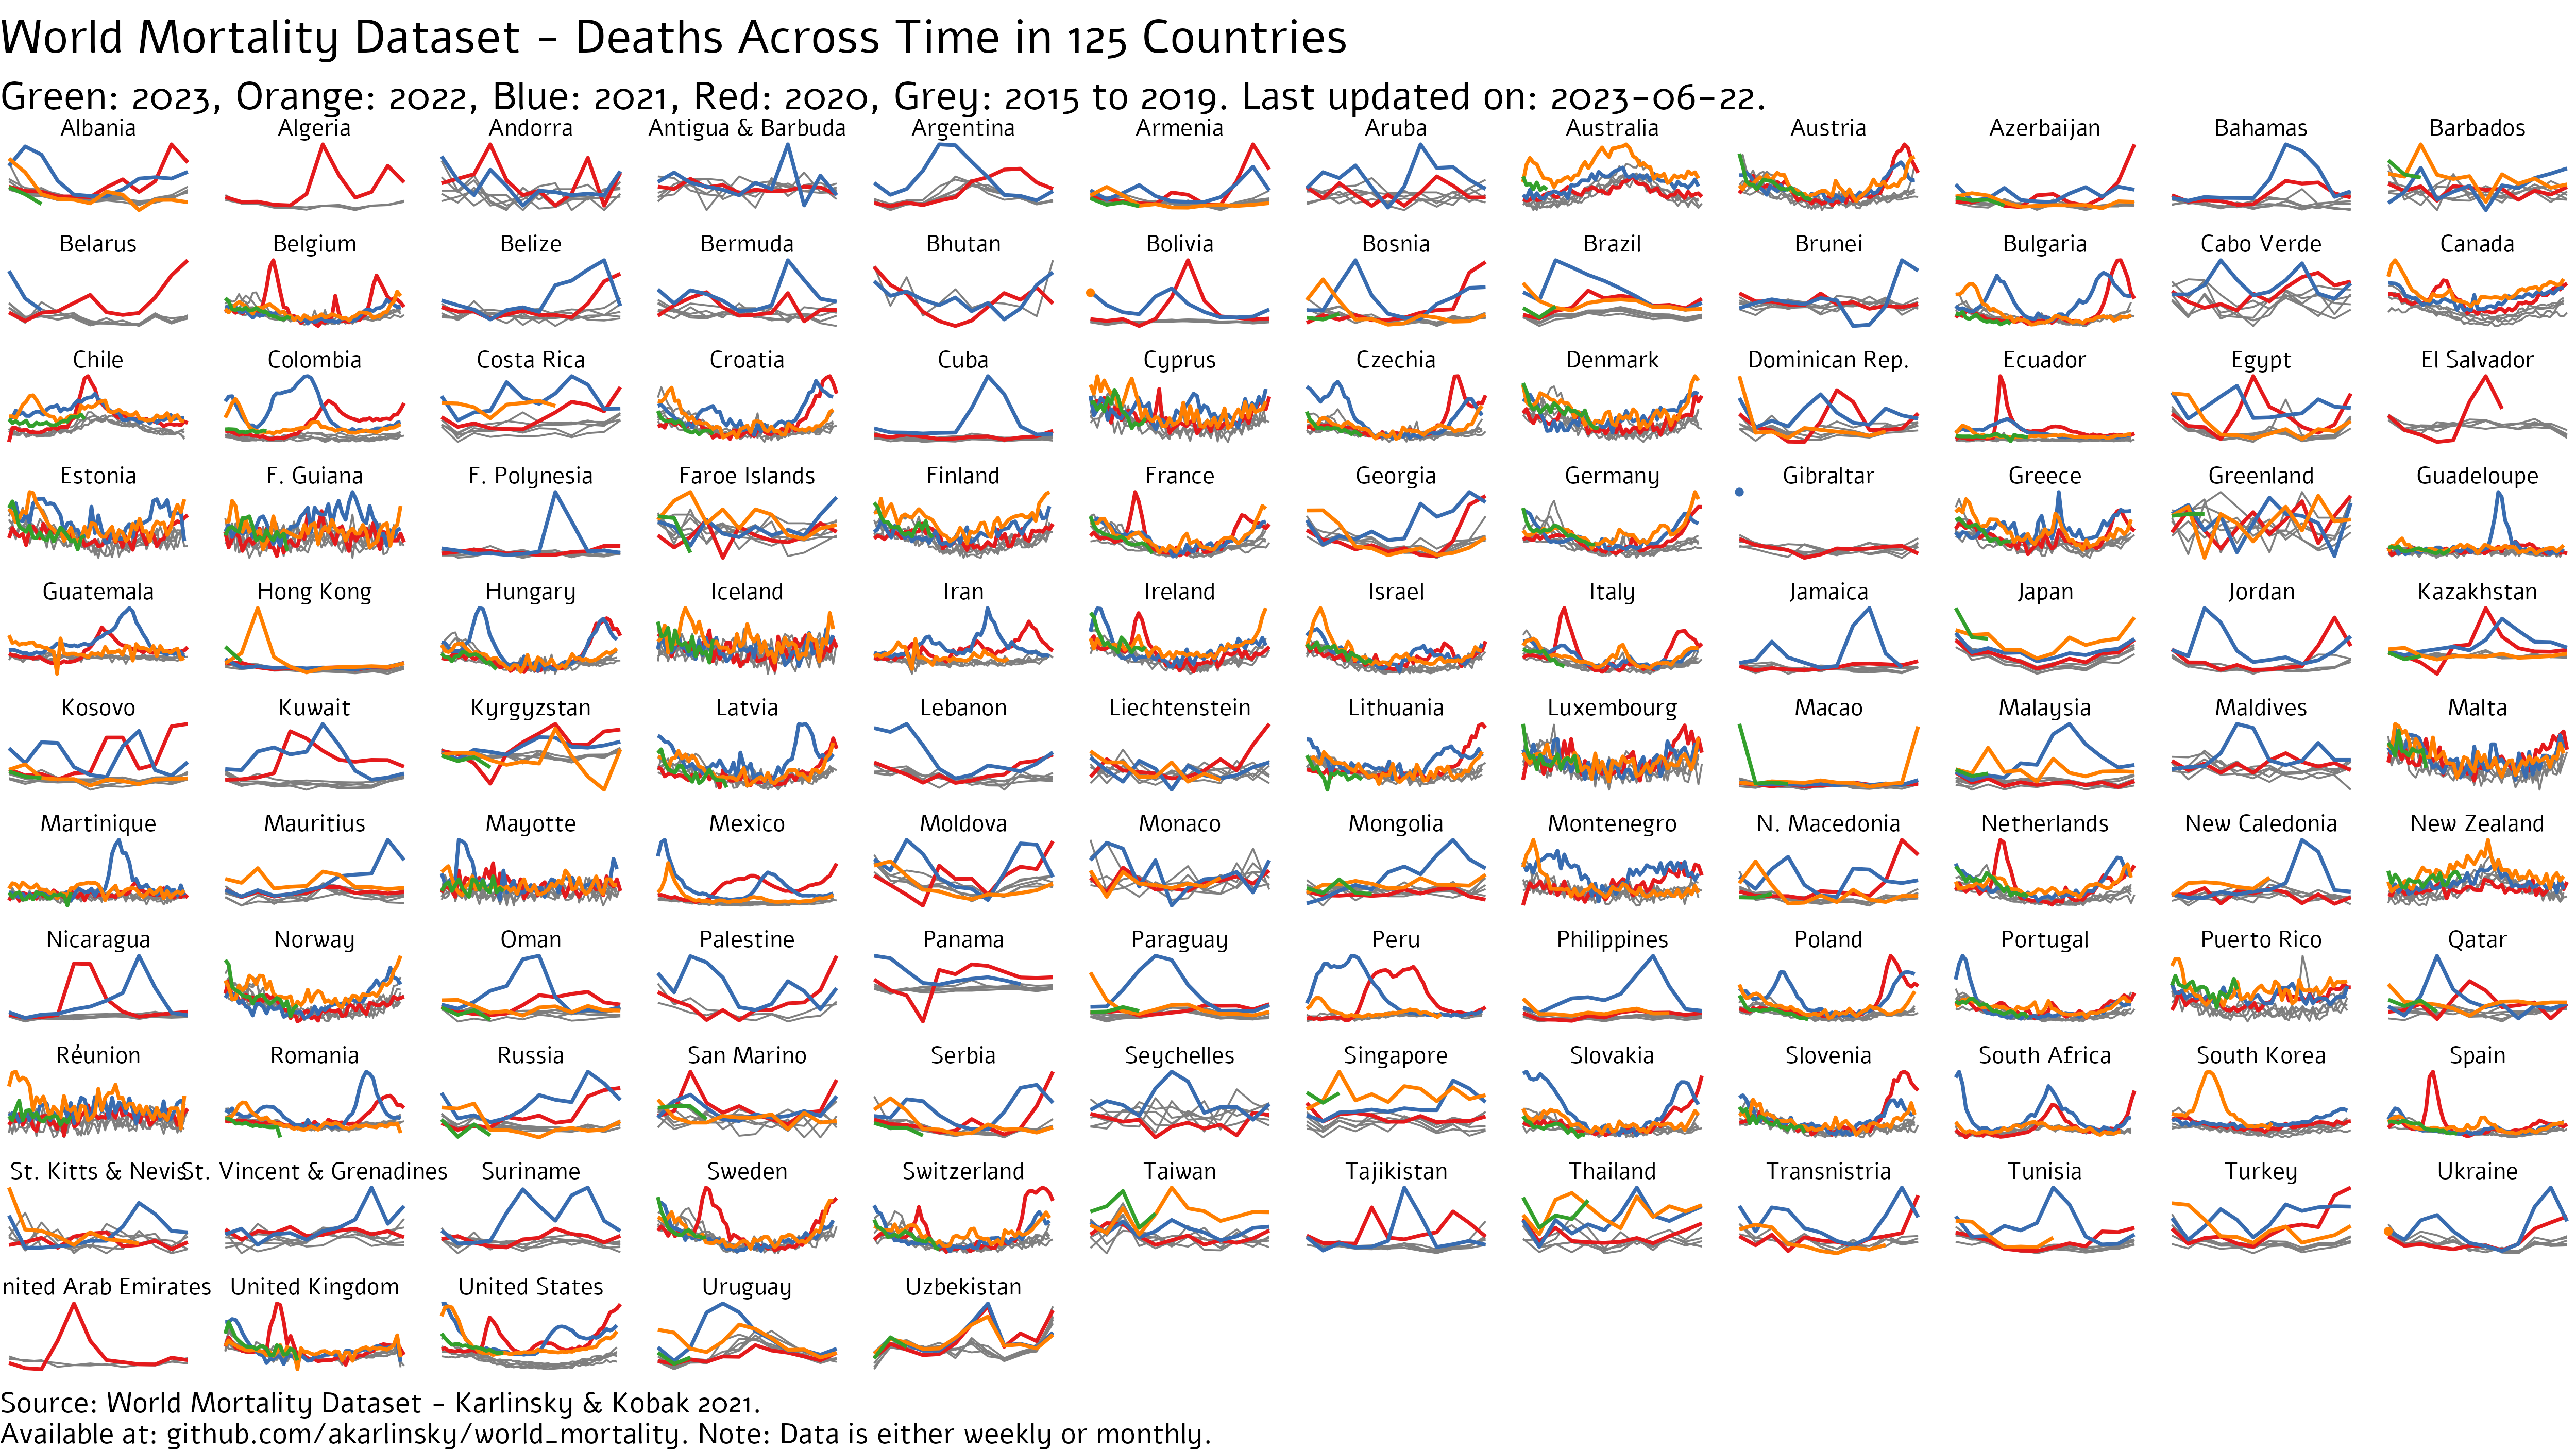 World Mortality Dataset - Deaths Across Time in 125 Countries
Green: 2023, Orange: 2022, Blue: 2021, Red: 2020, Grey: 2015 to 2019. Last updated on: 2023-06-22.
Albania Algeria Andorra Antigua & Barbuda Argentina Armenia Aruba Australia Austria Azerbaijan Bahamas Barbados
Belarus Belgium Belize Bermuda Bhutan Bolivia Bosnia Brazil Brunei Bulgaria Cabo Verde Canada
Chile Colombia Costa Rica Croatia Cuba Cyprus Czechia Denmark Dominican Rep. Ecuador Egypt El Salvador
Estonia F. Guiana F. Polynesia Faroe Islands Finland France Georgia Germany Gibraltar Greece Greenland Guadeloupe
Guatemala Hong Kong Hungary Iceland Iran Ireland Israel Italy Jamaica Japan Jordan Kazakhstan
Kosovo Kuwait Kyrgyzstan Latvia Lebanon Liechtenstein Lithuania Luxembourg Macao Malaysia Maldives Malta
Martinique Mauritius Mayotte Mexico Moldova Monaco Mongolia Montenegro N. Macedonia Netherlands New Caledonia New Zealand
Nicaragua Norway Oman Palestine Panama Paraguay Peru Philippines Poland Portugal Puerto Rico Qatar
Réunion Romania Russia San Marino Serbia Seychelles Singapore Slovakia Slovenia South Africa South Korea Spain
St. Kitts & Nevis St. Vincent & Grenadines Suriname Sweden Switzerland Taiwan Tajikistan Thailand Transnistria Tunisia Turkey Ukraine
nited Arab Emirates United Kingdom United States Uruguay Uzbekistan
Source: World Mortality Dataset - Karlinsky & Kobak 2021.
Available at: github.com/akarlinsky/world_mortality. Note: Data is either weekly or monthly.